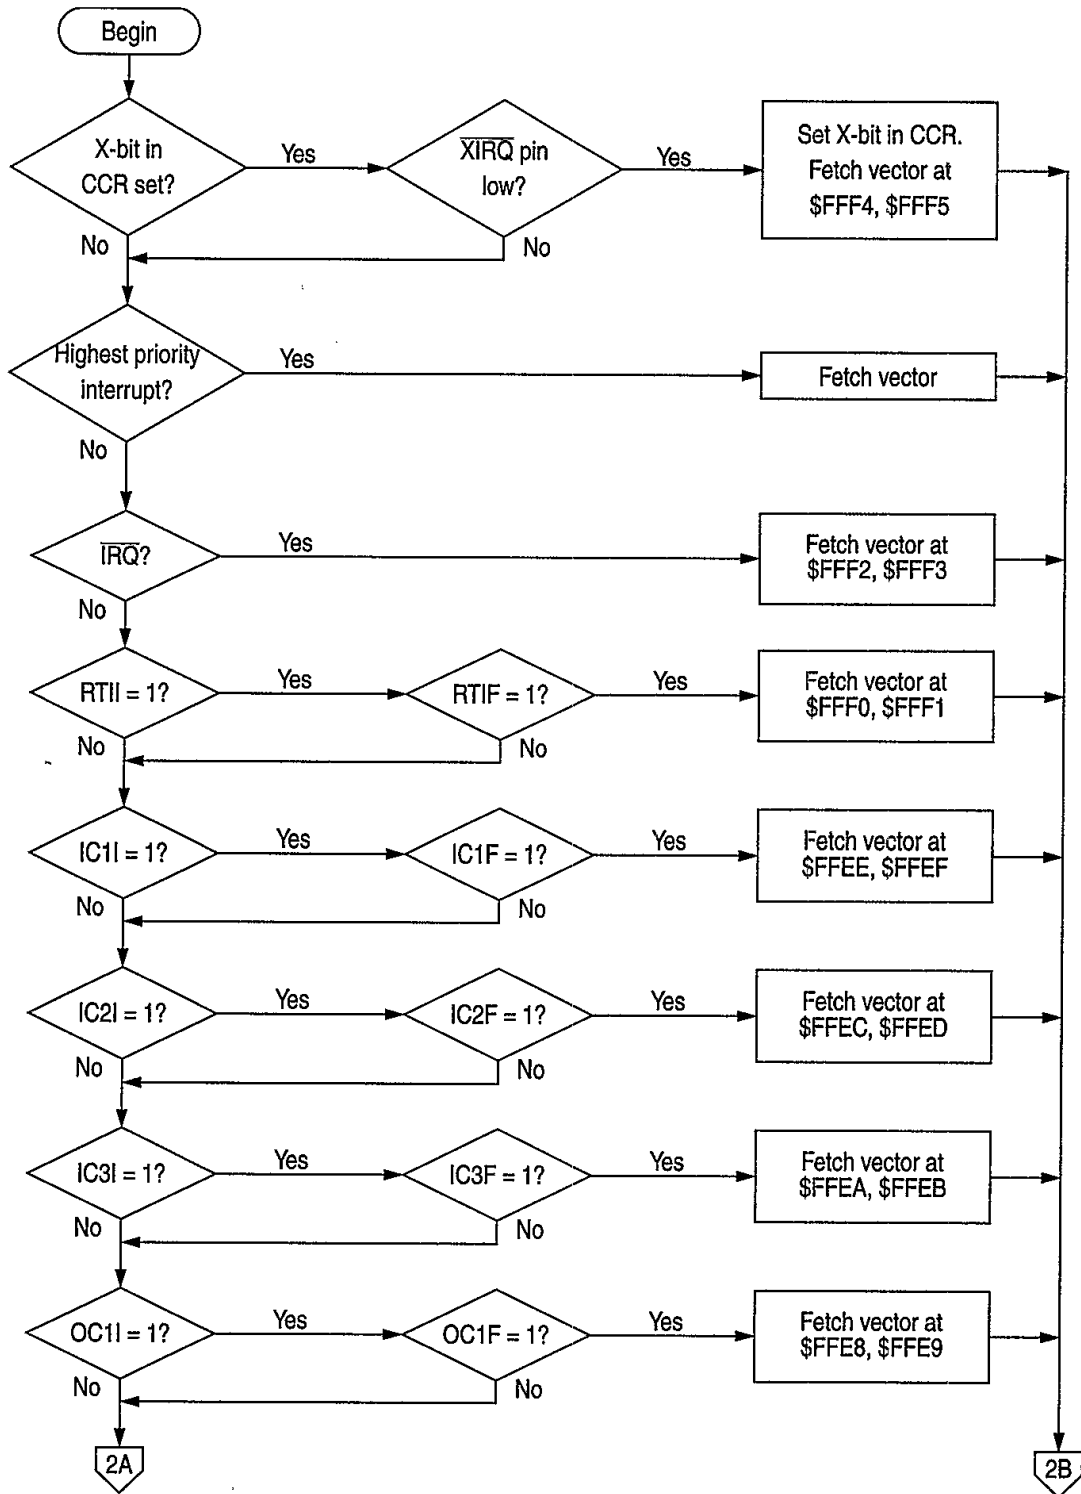 Begin
X-bit in
CCR set?
Yes
X̅I̅R̅Q̅ pin
low?
Yes
Set X-bit in CCR.
Fetch vector at
$FFF4, $FFF5
No
No
Highest priority
interrupt?
Yes
Fetch vector
No
I̅R̅Q̅?
Yes
Fetch vector at
$FFF2, $FFF3
No
RTII = 1?
Yes
RTIF = 1?
Yes
Fetch vector at
$FFF0, $FFF1
No
No
IC1I = 1?
Yes
IC1F = 1?
Yes
Fetch vector at
$FFEE, $FFEF
No
No
IC2I = 1?
Yes
IC2F = 1?
Yes
Fetch vector at
$FFEC, $FFED
No
No
IC3I = 1?
Yes
IC3F = 1?
Yes
Fetch vector at
$FFEA, $FFEB
No
No
OC1I = 1?
Yes
OC1F = 1?
Yes
Fetch vector at
$FFE8, $FFE9
No
No
2A
2B